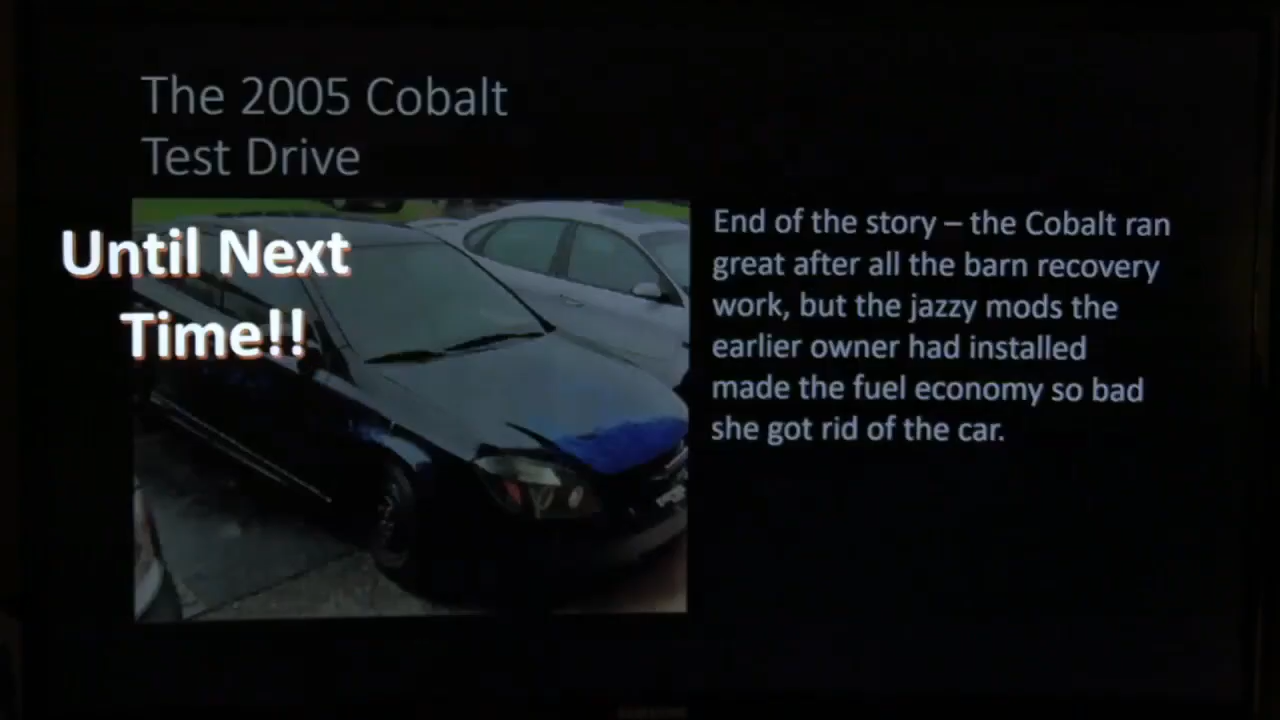 The 2005 Cobalt
Test Drive
Until Next
Time!!
End of the story – the Cobalt ran
great after all the barn recovery
work, but the jazzy mods the
earlier owner had installed
made the fuel economy so bad
she got rid of the car.